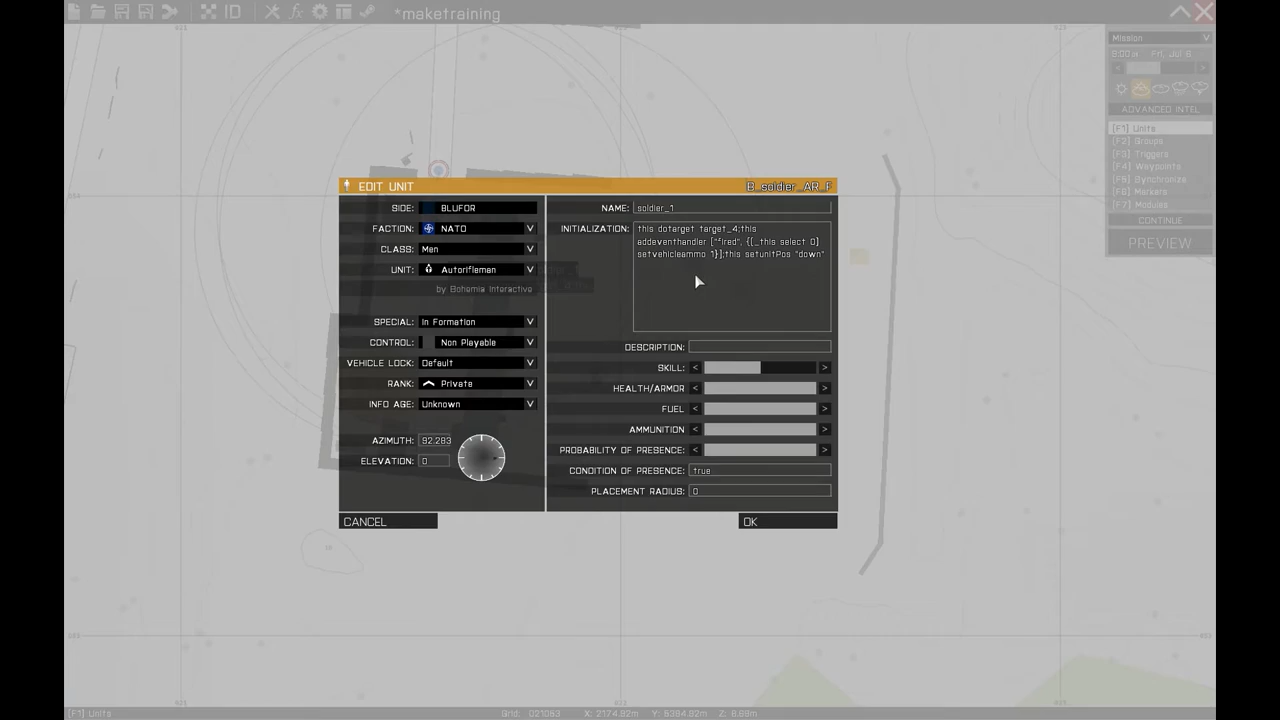 ID
*maketraining
Mission
EDIT UNIT
B_soldier_AR_F
SIDE: BLUFOR
FACTION: NATO
CLASS: Men
UNIT: Autorifleman
by Bohemia Interactive
SPECIAL: In Formation
CONTROL: Non Playable
VEHICLE LOCK: Default
RANK: Private
INFO AGE: Unknown
AZIMUTH: 92.283
ELEVATION: 0
NAME: soldier_1
INITIALIZATION: this dotarget target_4;this
addeventhandler ["fired", {[_this select 0]
setvehicleammo 1}];this setunitPos "down"
DESCRIPTION:
SKILL:
HEALTH/ARMOR
FUEL
AMMUNITION
PROBABILITY OF PRESENCE:
CONDITION OF PRESENCE: true
PLACEMENT RADIUS: 0
CANCEL
OK
ADVANCED INTEL
[F1] Units
[F2] Groups
[F3] Triggers
[F4] Waypoints
[F5] Synchronize
[F6] Markers
[F7] Modules
CONTINUE
PREVIEW
[F1] Units